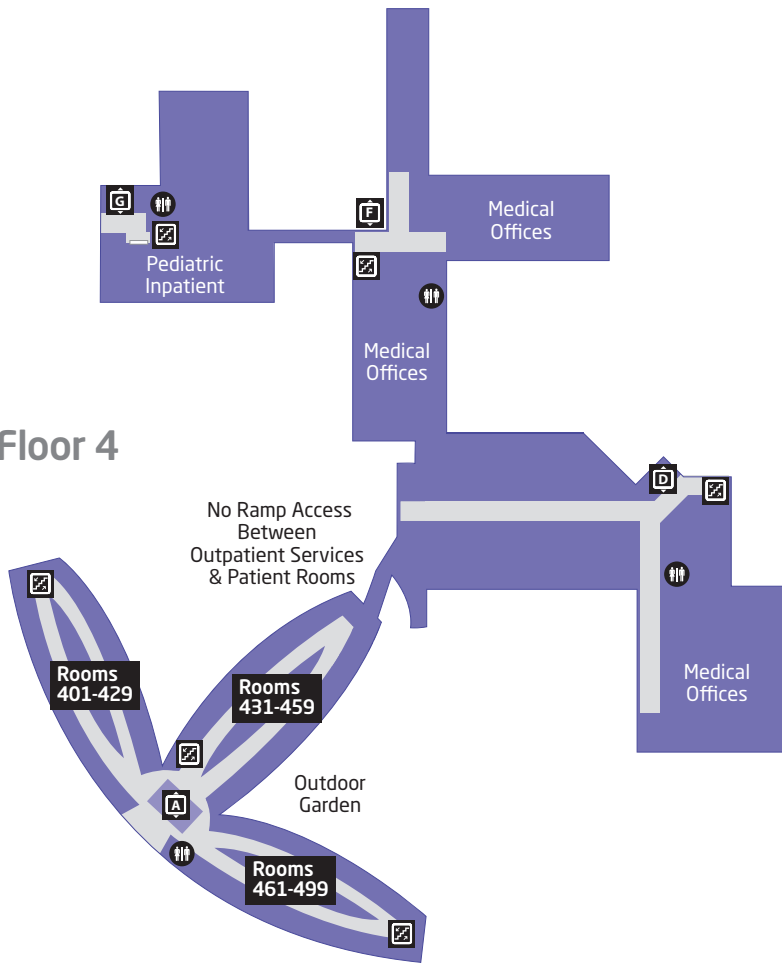 G
F
Medical
Offices
Pediatric
Inpatient
Medical
Offices
Floor 4
D
No Ramp Access
Between
Outpatient Services
& Patient Rooms
Rooms
401-429
Rooms
431-459
Medical
Offices
A
Outdoor
Garden
Rooms
461-499